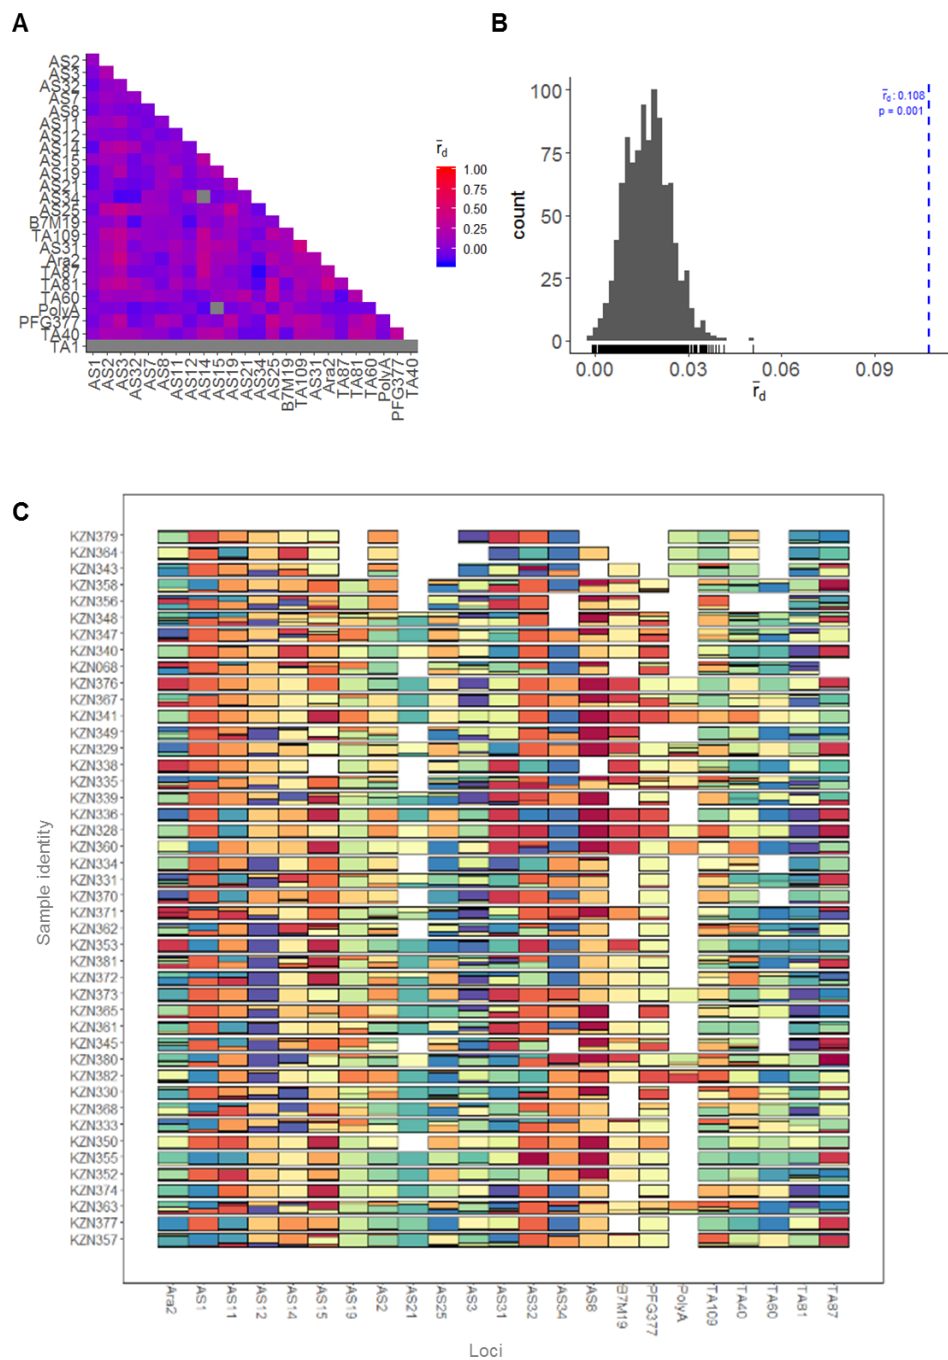 A
AS2
AS3
AS32
AS7
AS8
AS11
AS12
AS14
AS15
AS19
AS21
AS34
AS25
B7M19
TA109
AS31
Ara2
TA87
TA81
TA60
PolyA
PFG377
TA40
TA1
AS1
AS2
AS3
AS32
AS7
AS8
AS11
AS12
AS14
AS15
AS19
AS21
AS34
AS25
B7M19
TA109
AS31
Ara2
TA87
TA81
TA60
PolyA
PFG377
TA40
r̄d
1.00
0.75
0.50
0.25
0.00
B
count
100
75
50
25
0
r̄d: 0.108
p = 0.001
0.00
0.03
0.06
0.09
r̄d
C
Sample identity
KZN379
KZN364
KZN343
KZN358
KZN356
KZN348
KZN347
KZN340
KZN068
KZN376
KZN367
KZN341
KZN349
KZN329
KZN338
KZN335
KZN339
KZN336
KZN328
KZN360
KZN334
KZN331
KZN370
KZN371
KZN362
KZN353
KZN381
KZN372
KZN373
KZN365
KZN361
KZN345
KZN380
KZN382
KZN330
KZN368
KZN333
KZN350
KZN355
KZN352
KZN374
KZN363
KZN377
KZN357
Ara2
AS1
AS11
AS12
AS14
AS15
AS19
AS2
AS21
AS25
AS3
AS31
AS32
AS34
AS8
B7M19
PFG377
PolyA
TA109
TA40
TA60
TA81
TA87
Loci